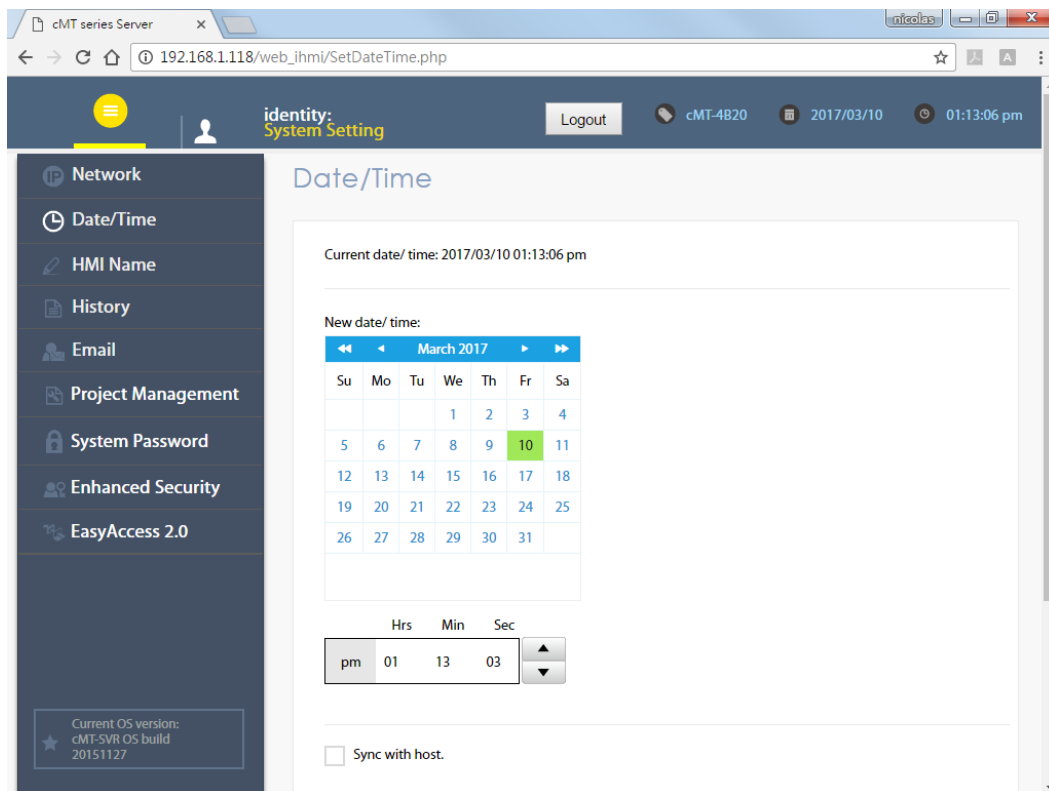 cMT series Server
nicolas
192.168.1.118/web_ihmi/SetDateTime.php
identity:
System Setting
Logout
cMT-4B20
2017/03/10
01:13:06 pm
Network
Date/Time
HMI Name
History
Email
Project Management
System Password
Enhanced Security
EasyAccess 2.0
Current OS version:
cMT-SVR OS build
20151127
Date/Time
Current date/ time: 2017/03/10 01:13:06 pm
New date/ time:
March 2017
Su Mo Tu We Th Fr Sa
1 2 3 4
5 6 7 8 9 10 11
12 13 14 15 16 17 18
19 20 21 22 23 24 25
26 27 28 29 30 31
Hrs Min Sec
pm 01 13 03
Sync with host.